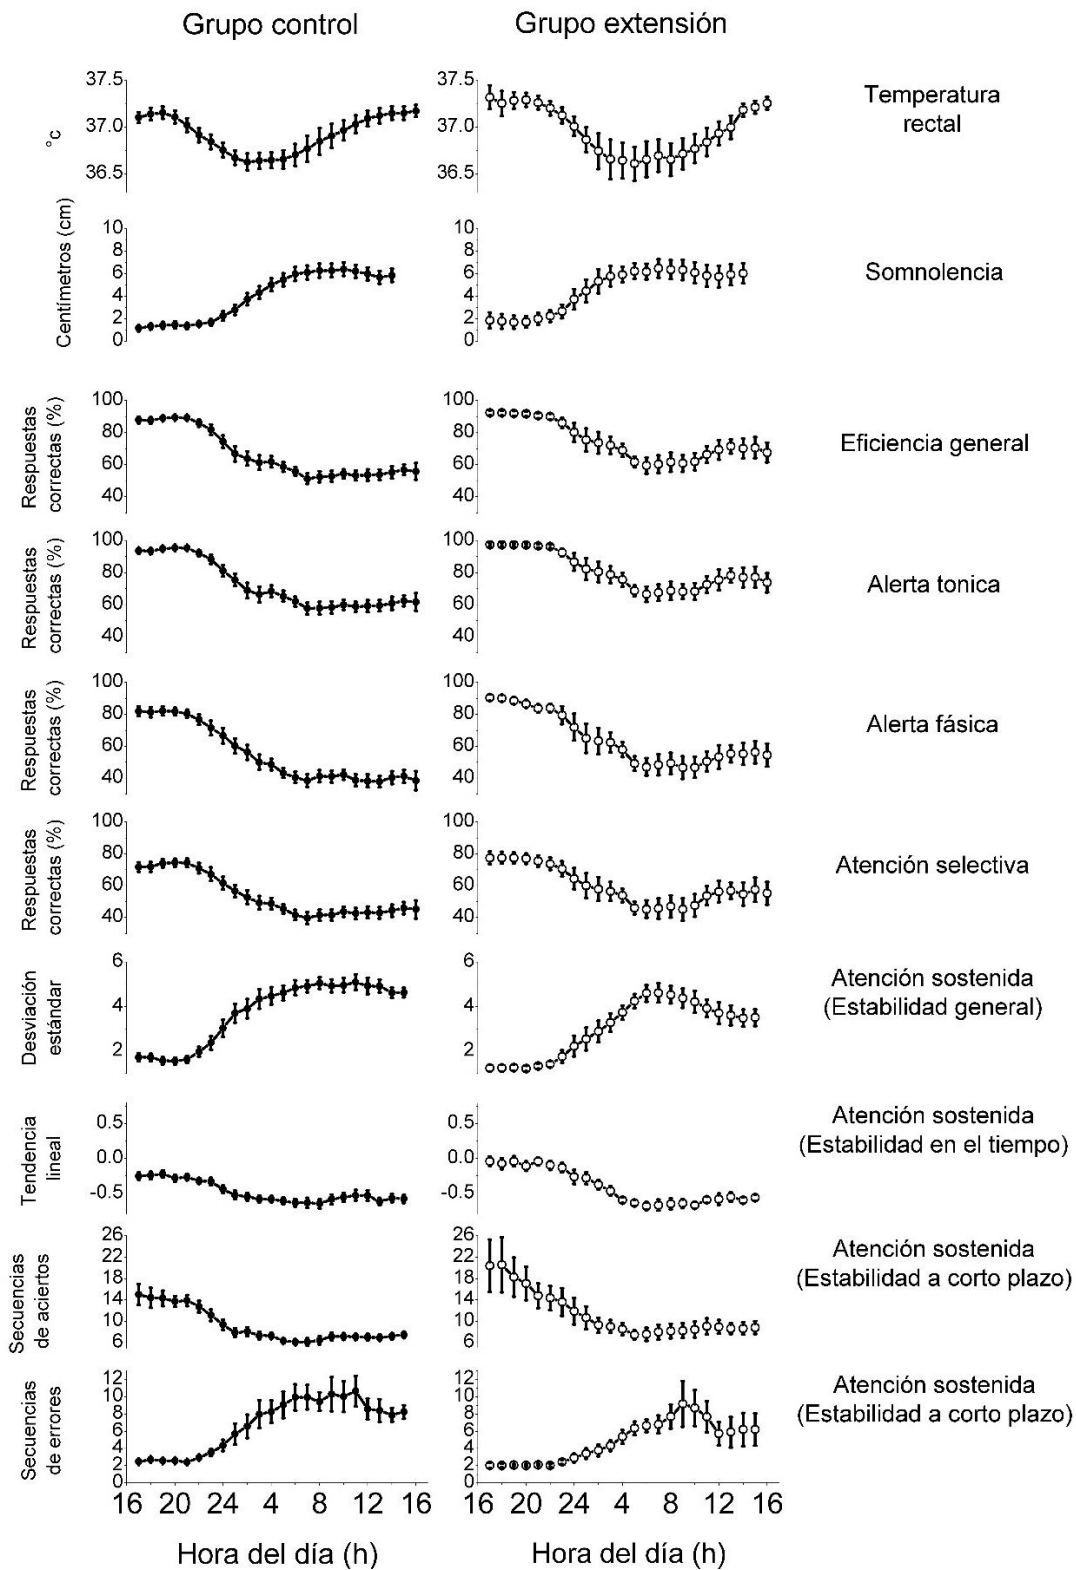 Grupo control Grupo extensión
37.5
37.0
36.5
°c
37.5
37.0
36.5
Temperatura
rectal
Centímetros (cm)
10
8
6
4
2
0
10
8
6
4
2
0
Somnolencia
Respuestas
correctas (%)
100
80
60
40
100
80
60
40
Eficiencia general
Respuestas
correctas (%)
100
80
60
40
100
80
60
40
Alerta tonica
Respuestas
correctas (%)
100
80
60
40
100
80
60
40
Alerta fásica
Respuestas
correctas (%)
100
80
60
40
100
80
60
40
Atención selectiva
Desviación
estándar
6
4
2
6
4
2
Atención sostenida
(Estabilidad general)
Tendencia
lineal
0.5
0.0
-0.5
0.5
0.0
-0.5
Atención sostenida
(Estabilidad en el tiempo)
Secuencias
de aciertos
26
22
18
14
10
6
26
22
18
14
10
6
Atención sostenida
(Estabilidad a corto plazo)
Secuencias
de errores
12
10
8
6
4
2
0
12
10
8
6
4
2
0
Atención sostenida
(Estabilidad a corto plazo)
16 20 24 4 8 12 16
16 20 24 4 8 12 16
Hora del día (h) Hora del día (h)